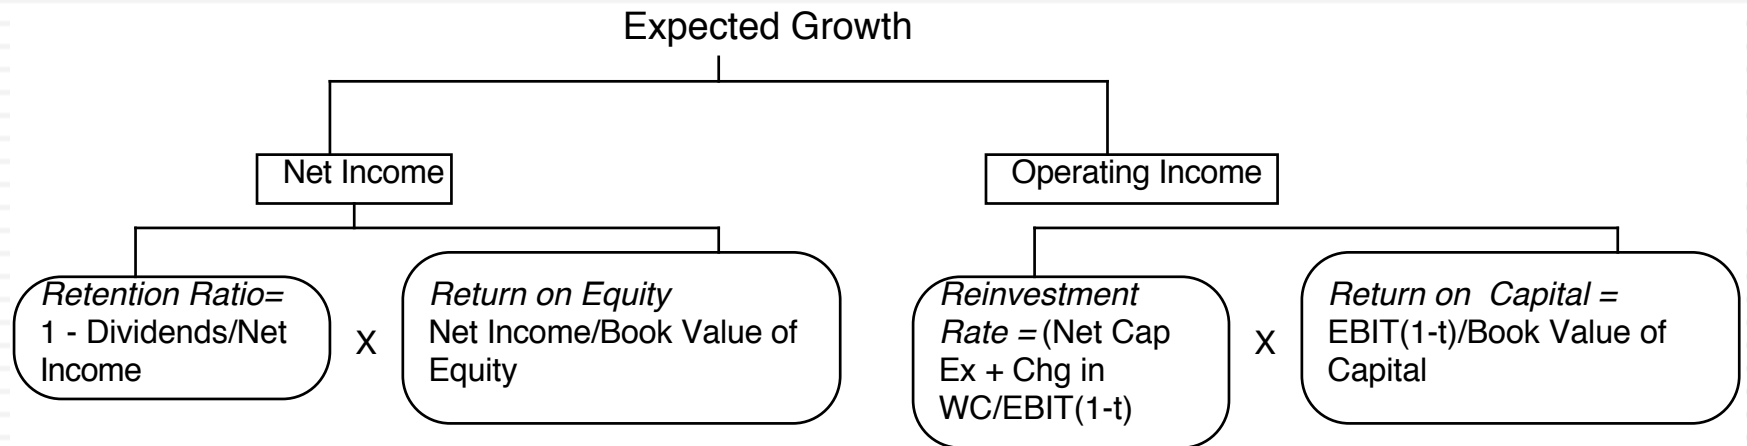 Expected Growth
Net Income
Operating Income
Retention Ratio=
1 - Dividends/Net
Income
X
Return on Equity
Net Income/Book Value of
Equity
Reinvestment
Rate = (Net Cap
Ex + Chg in
WC/EBIT(1-t)
X
Return on Capital =
EBIT(1-t)/Book Value of
Capital